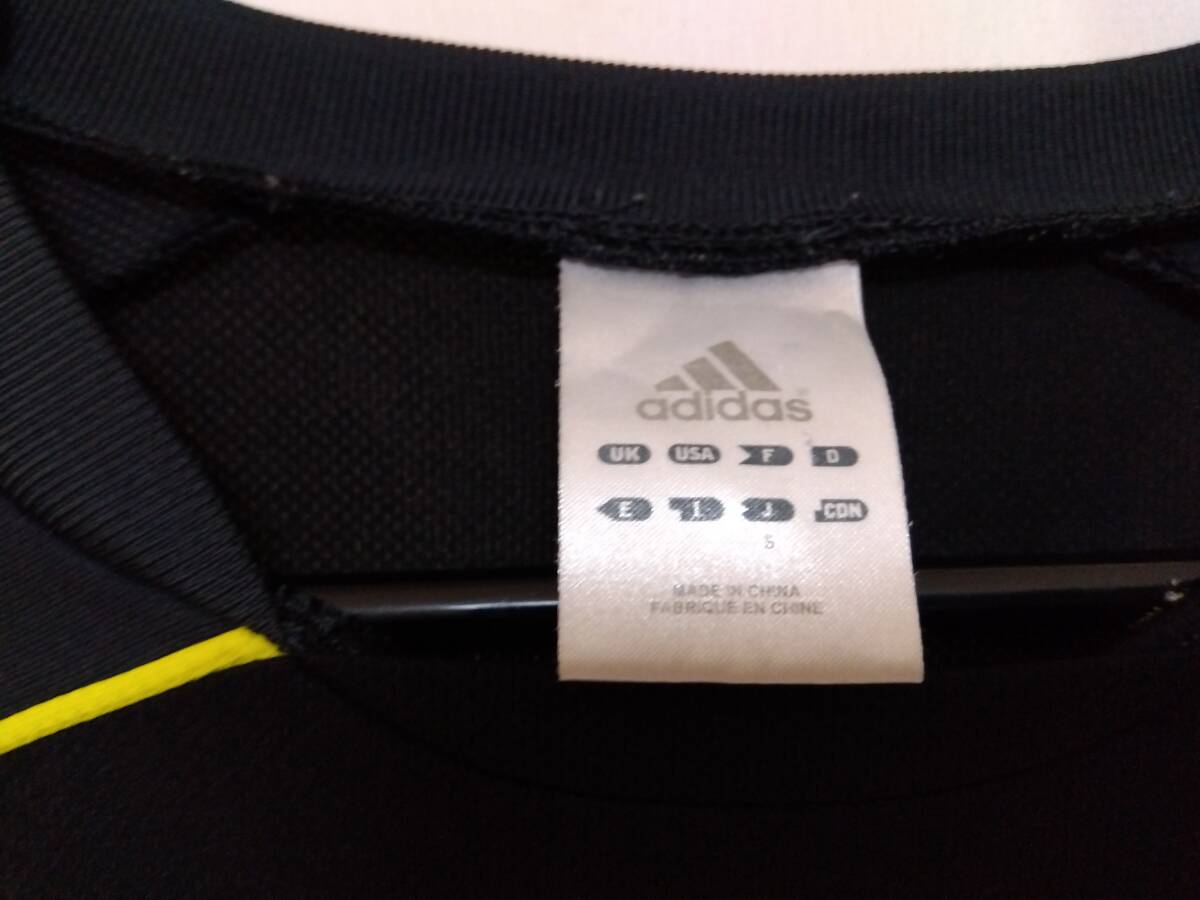 adidas
UK USA F D
E I J CDN
S
MADE IN CHINA
FABRIQUE EN CHINE